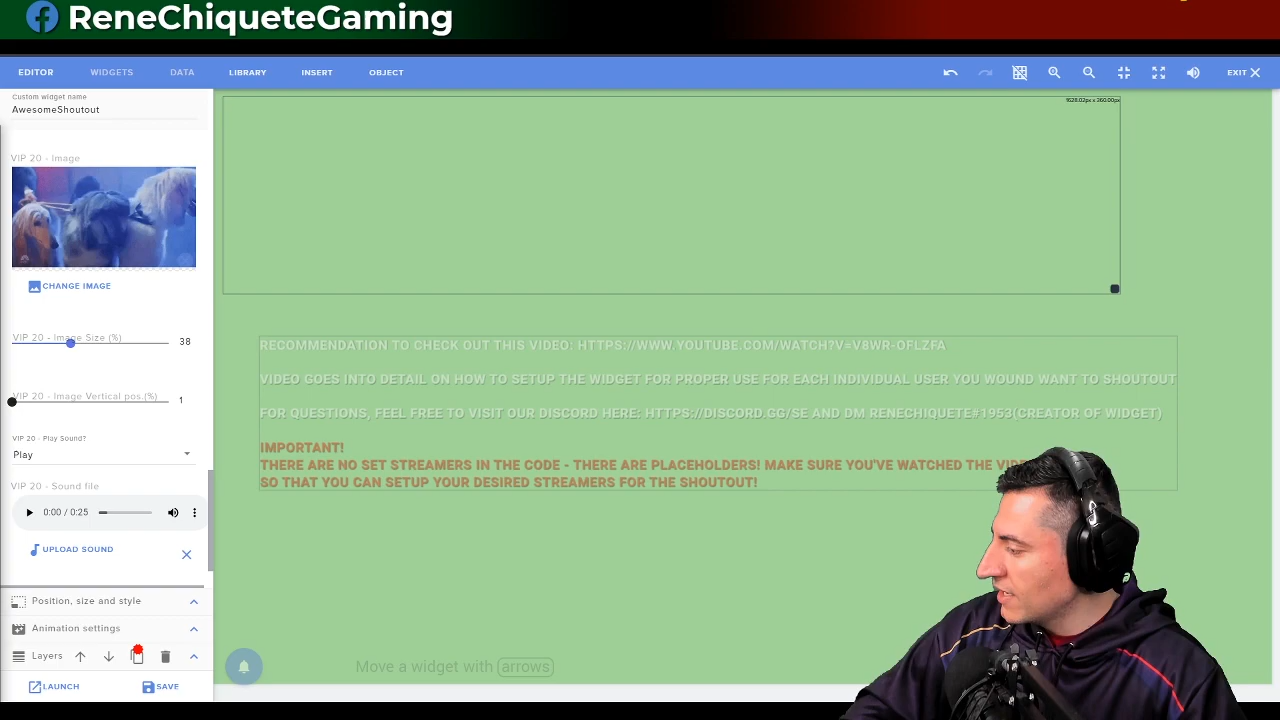 ReneChiqueteGaming
EDITOR WIDGETS DATA LIBRARY INSERT OBJECT EXIT
Custom widget name
AwesomeShoutout
1628.02px x 360.00px
VIP 20 - Image
CHANGE IMAGE
VIP 20 - Image Size (%)
38
VIP 20 - Image Vertical pos.(%)
1
VIP 20 - Play Sound?
Play
VIP 20 - Sound file
0:00 / 0:25
UPLOAD SOUND
Position, size and style
Animation settings
Layers
LAUNCH SAVE
RECOMMENDATION TO CHECK OUT THIS VIDEO: HTTPS://WWW.YOUTUBE.COM/WATCH?V=V8WR-OFLZFA
VIDEO GOES INTO DETAIL ON HOW TO SETUP THE WIDGET FOR PROPER USE FOR EACH INDIVIDUAL USER YOU WOUND WANT TO SHOUTOUT
FOR QUESTIONS, FEEL FREE TO VISIT OUR DISCORD HERE: HTTPS://DISCORD.GG/SE AND DM RENECHIQUETE#1953(CREATOR OF WIDGET)
IMPORTANT!
THERE ARE NO SET STREAMERS IN THE CODE - THERE ARE PLACEHOLDERS! MAKE SURE YOU'VE WATCHED THE
SO THAT YOU CAN SETUP YOUR DESIRED STREAMERS FOR THE SHOUTOUT!
Move a widget with arrows